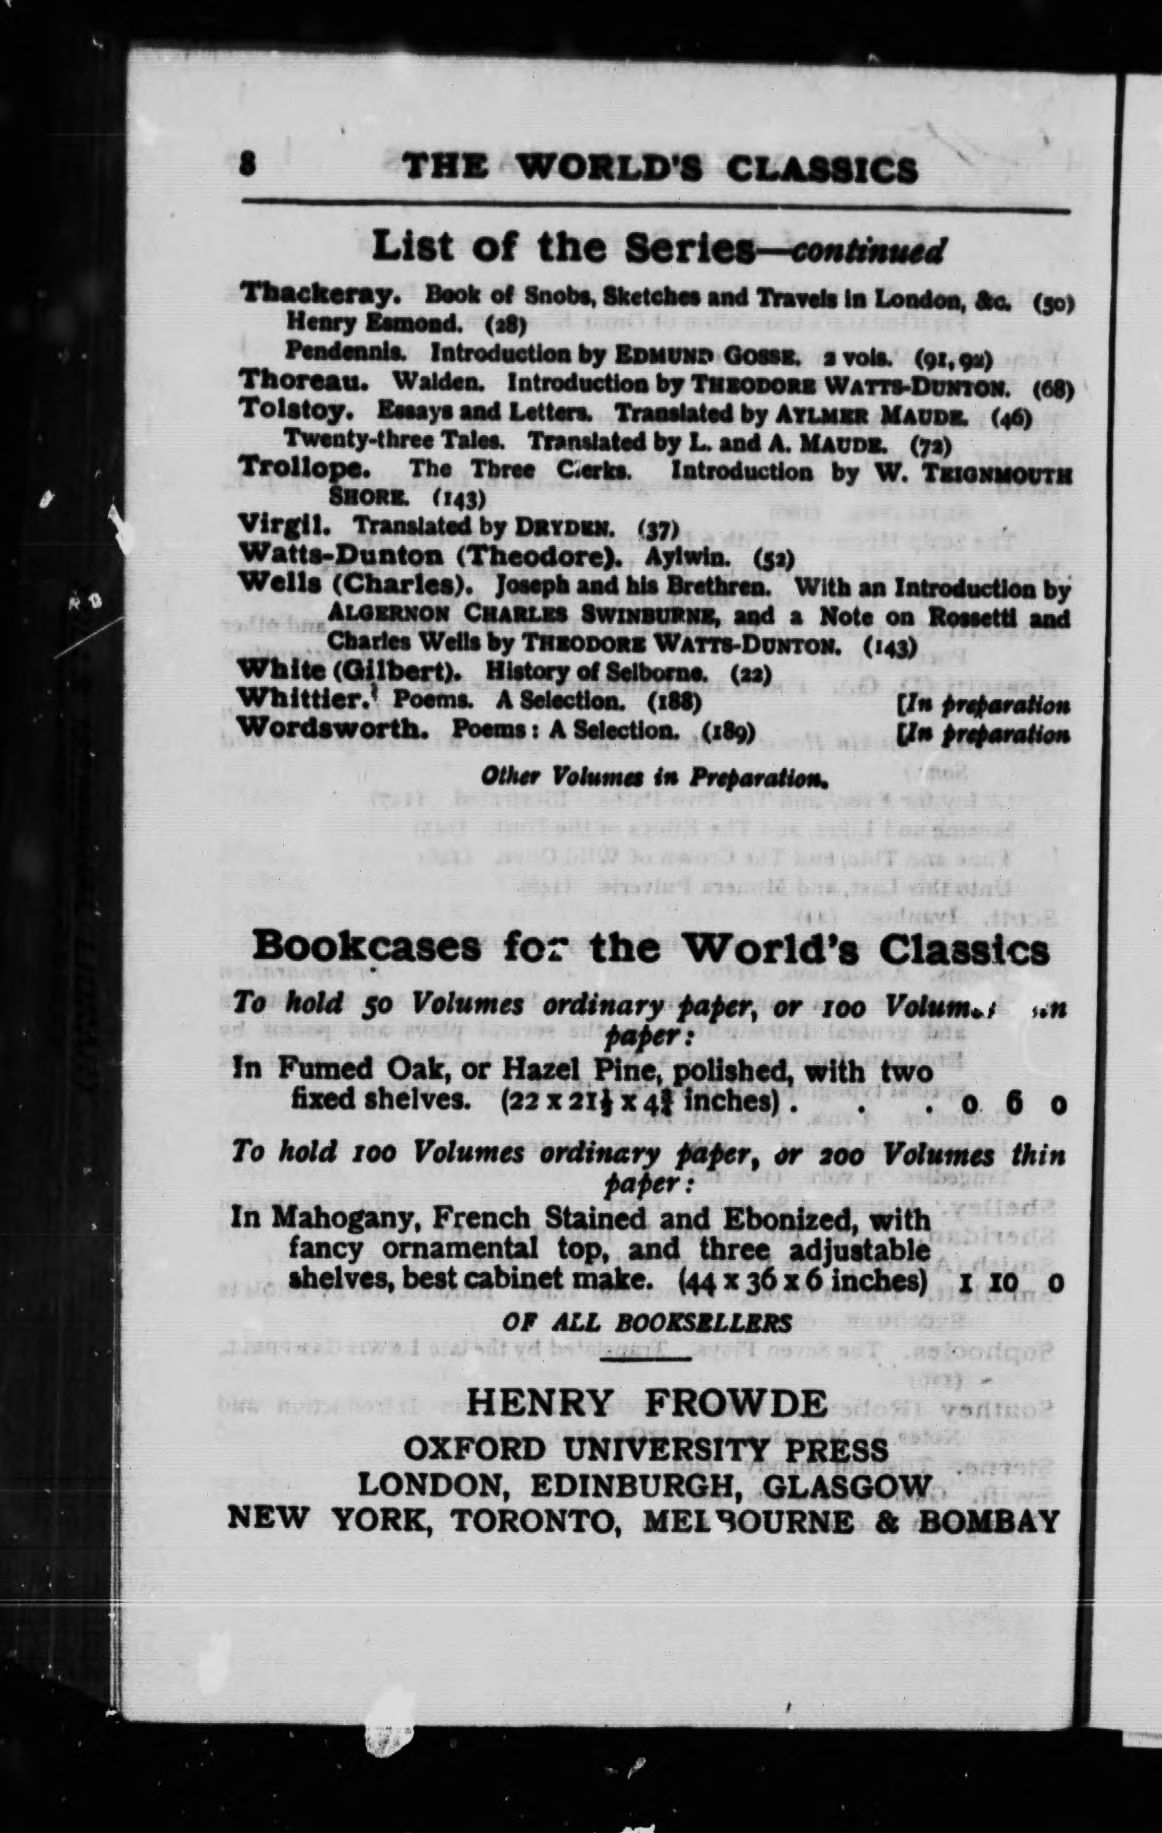 8 THE WORLD'S CLASSICS
List of the Series—continued
Thackeray. Book of Snobs, Sketches and Travels in London, &c. (50)
Henry Esmond. (28)
Pendennis. Introduction by EDMUND GOSSE. 2 vols. (91, 92)
Thoreau. Walden. Introduction by THEODORE WATTS-DUNTON. (68)
Tolstoy. Essays and Letters. Translated by AYLMER MAUDE. (46)
Twenty-three Tales. Translated by L. and A. MAUDE. (72)
Trollope. The Three Clerks. Introduction by W. TEIGNMOUTH
SHORE. (143)
Virgil. Translated by DRYDEN. (37)
Watts-Dunton (Theodore). Aylwin. (52)
Wells (Charles). Joseph and his Brethren. With an Introduction by
ALGERNON CHARLES SWINBURNE, and a Note on Rossetti and
Charles Wells by THEODORE WATTS-DUNTON. (143)
White (Gilbert). History of Selborne. (22)
Whittier. Poems. A Selection. (188) [In preparation
Wordsworth. Poems: A Selection. (189) [In preparation
Other Volumes in Preparation.
Bookcases for the World's Classics
To hold 50 Volumes ordinary paper, or 100
paper:
In Fumed Oak, or Hazel Pine, polished, with two
fixed shelves. (22 x 21½ x 4¾ inches) . . . 0 6 0
To hold 100 Volumes ordinary paper, or 200 Volumes thin
paper:
In Mahogany, French Stained and Ebonized, with
fancy ornamental top, and three adjustable
shelves, best cabinet make. (44 x 36 x 6 inches) 1 10 0
OF ALL BOOKSELLERS
HENRY FROWDE
OXFORD UNIVERSITY PRESS
LONDON, EDINBURGH, GLASGOW
NEW YORK, TORONTO, MELBOURNE & BOMBAY